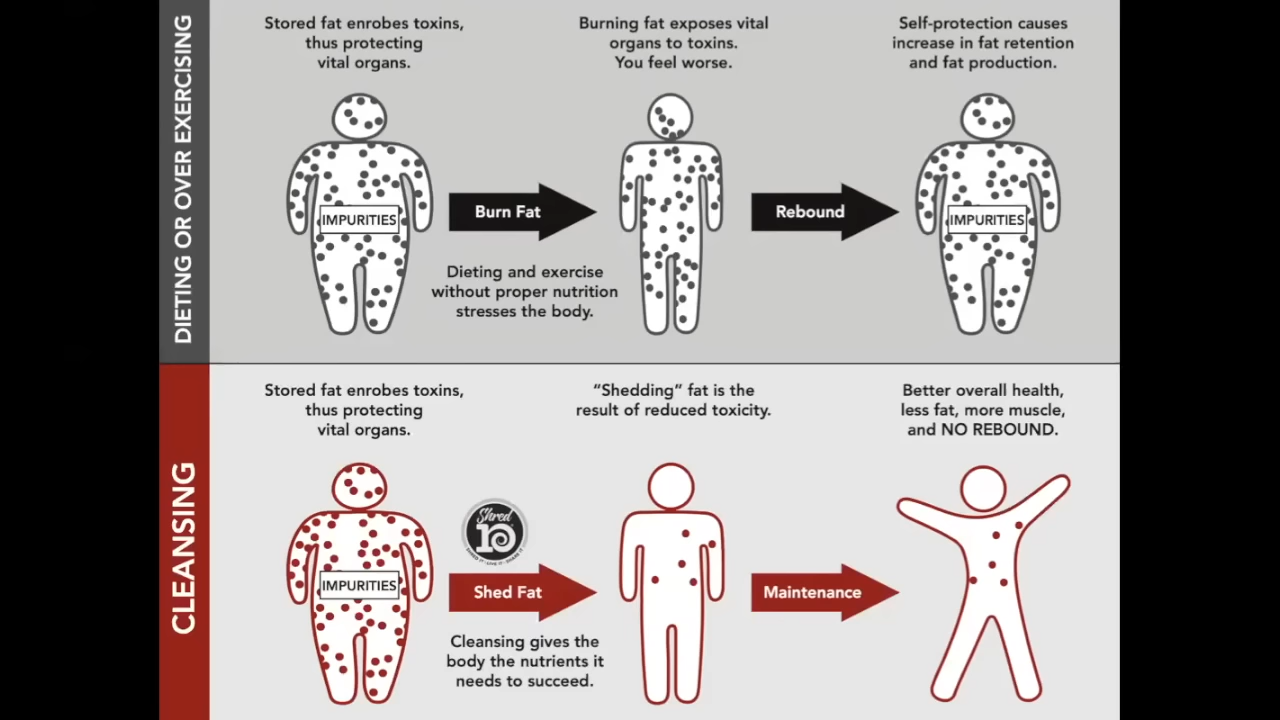 DIETING OR OVER EXERCISING
Stored fat enrobes toxins,
thus protecting
vital organs.
Burning fat exposes vital
organs to toxins.
You feel worse.
Self-protection causes
increase in fat retention
and fat production.
IMPURITIES
Burn Fat
Rebound
IMPURITIES
Dieting and exercise
without proper nutrition
stresses the body.
CLEANSING
Stored fat enrobes toxins,
thus protecting
vital organs.
"Shedding" fat is the
result of reduced toxicity.
Better overall health,
less fat, more muscle,
and NO REBOUND.
Shred
10
IMPURITIES
Shed Fat
Maintenance
Cleansing gives the
body the nutrients it
needs to succeed.